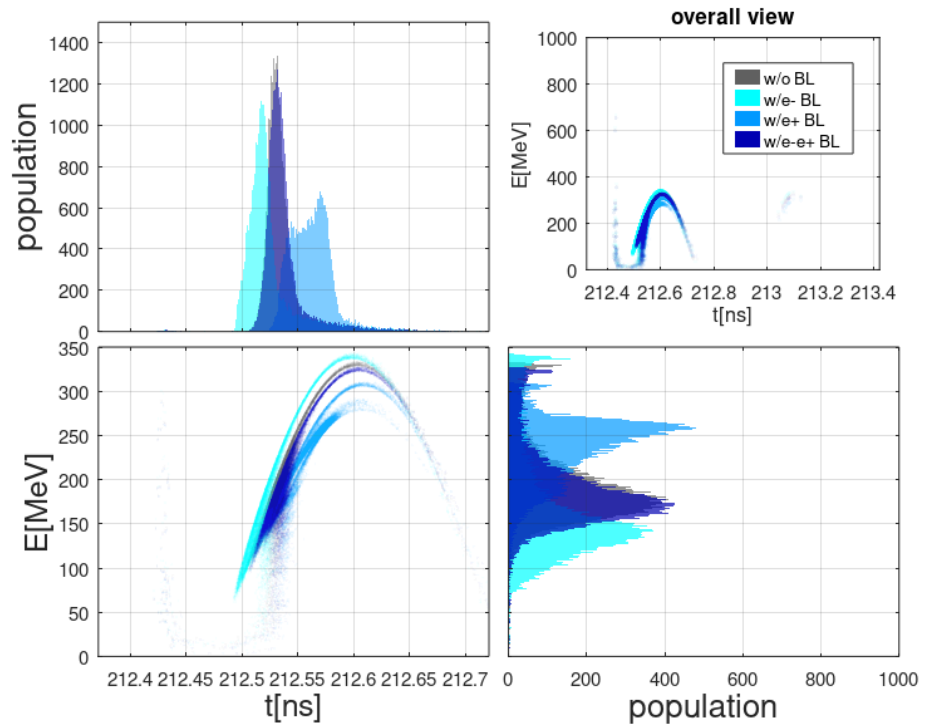 overall view
1400
1200
1000
800
600
400
200
0
population
1000
800
600
400
200
0
E[MeV]
w/o BL
w/e- BL
w/e+ BL
w/e-e+ BL
212.4 212.6 212.8 213 213.2 213.4
t[ns]
350
300
250
200
150
100
50
0
E[MeV]
212.4 212.45 212.5 212.55 212.6 212.65 212.7
t[ns]
0 200 400 600 800 1000
population